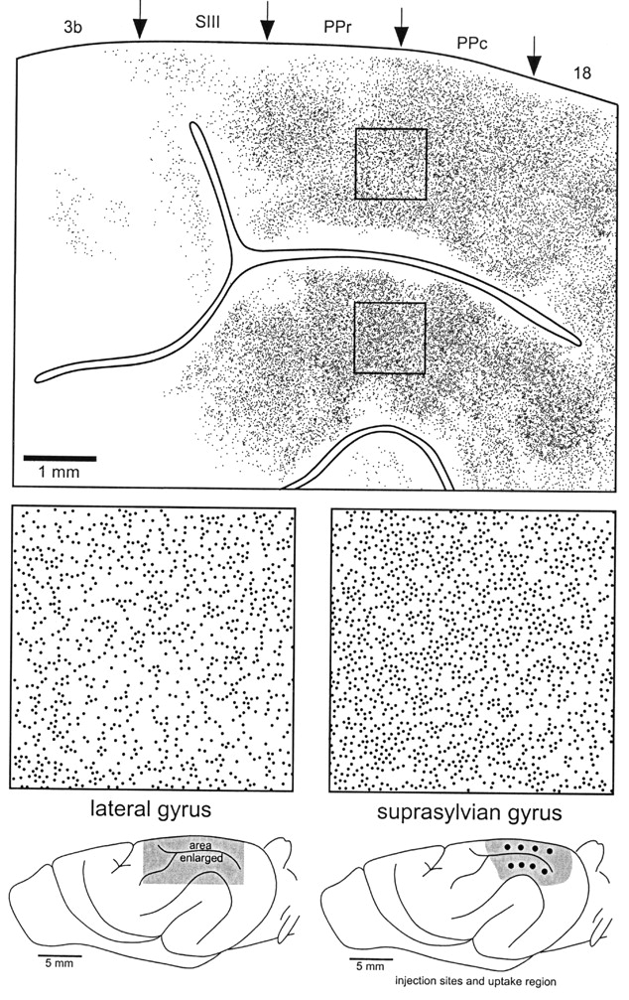 3b SIII PPr PPc 18
1 mm
lateral gyrus suprasylvian gyrus
area
enlarged
5 mm 5 mm
injection sites and uptake region